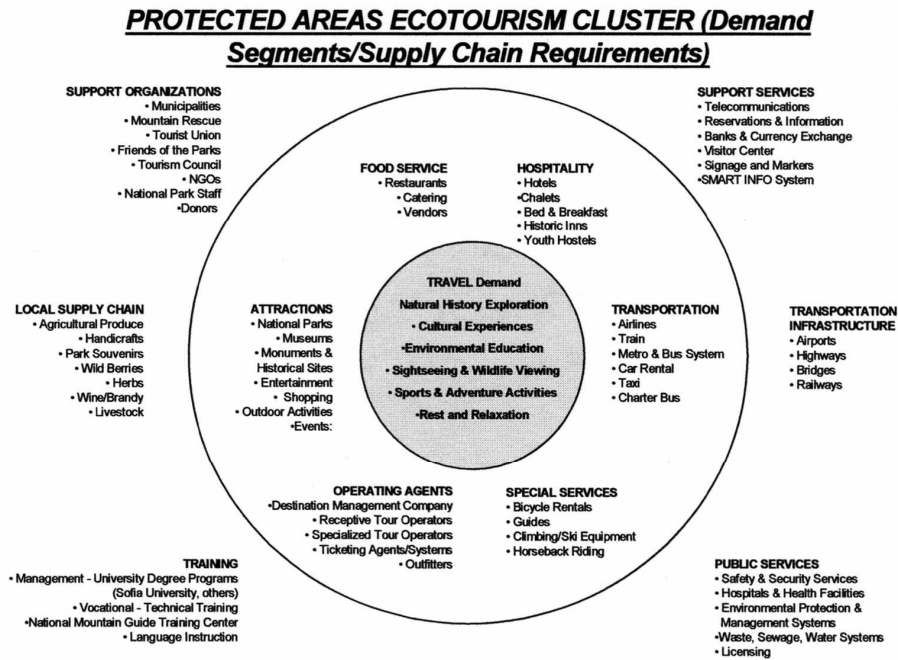 PROTECTED AREAS ECOTOURISM CLUSTER (Demand
Segments/Supply Chain Requirements)
SUPPORT ORGANIZATIONS
• Municipalities
• Mountain Rescue
• Tourist Union
• Friends of the Parks
• Tourism Council
• NGOs
• National Park Staff
•Donors
SUPPORT SERVICES
• Telecommunications
• Reservations & Information
• Banks & Currency Exchange
• Visitor Center
• Signage and Markers
•SMART INFO System
FOOD SERVICE
• Restaurants
• Catering
• Vendors
HOSPITALITY
• Hotels
•Chalets
• Bed & Breakfast
• Historic Inns
• Youth Hostels
LOCAL SUPPLY CHAIN
• Agricultural Produce
• Handicrafts
• Park Souvenirs
• Wild Berries
• Herbs
• Wine/Brandy
• Livestock
ATTRACTIONS
• National Parks
• Museums
• Monuments &
Historical Sites
• Entertainment
• Shopping
• Outdoor Activities
•Events:
TRAVEL Demand
Natural History Exploration
• Cultural Experiences
•Environmental Education
• Sightseeing & Wildlife Viewing
• Sports & Adventure Activities
•Rest and Relaxation
TRANSPORTATION
• Airlines
• Train
• Metro & Bus System
• Car Rental
• Taxi
• Charter Bus
TRANSPORTATION
INFRASTRUCTURE
• Airports
• Highways
• Bridges
• Railways
OPERATING AGENTS
•Destination Management Company
• Receptive Tour Operators
• Specialized Tour Operators
• Ticketing Agents/Systems
• Outfitters
SPECIAL SERVICES
• Bicycle Rentals
• Guides
• Climbing/Ski Equipment
• Horseback Riding
TRAINING
• Management - University Degree Programs
(Sofia University, others)
• Vocational - Technical Training
•National Mountain Guide Training Center
• Language Instruction
PUBLIC SERVICES
• Safety & Security Services
• Hospitals & Health Facilities
• Environmental Protection &
Management Systems
•Waste, Sewage, Water Systems
• Licensing